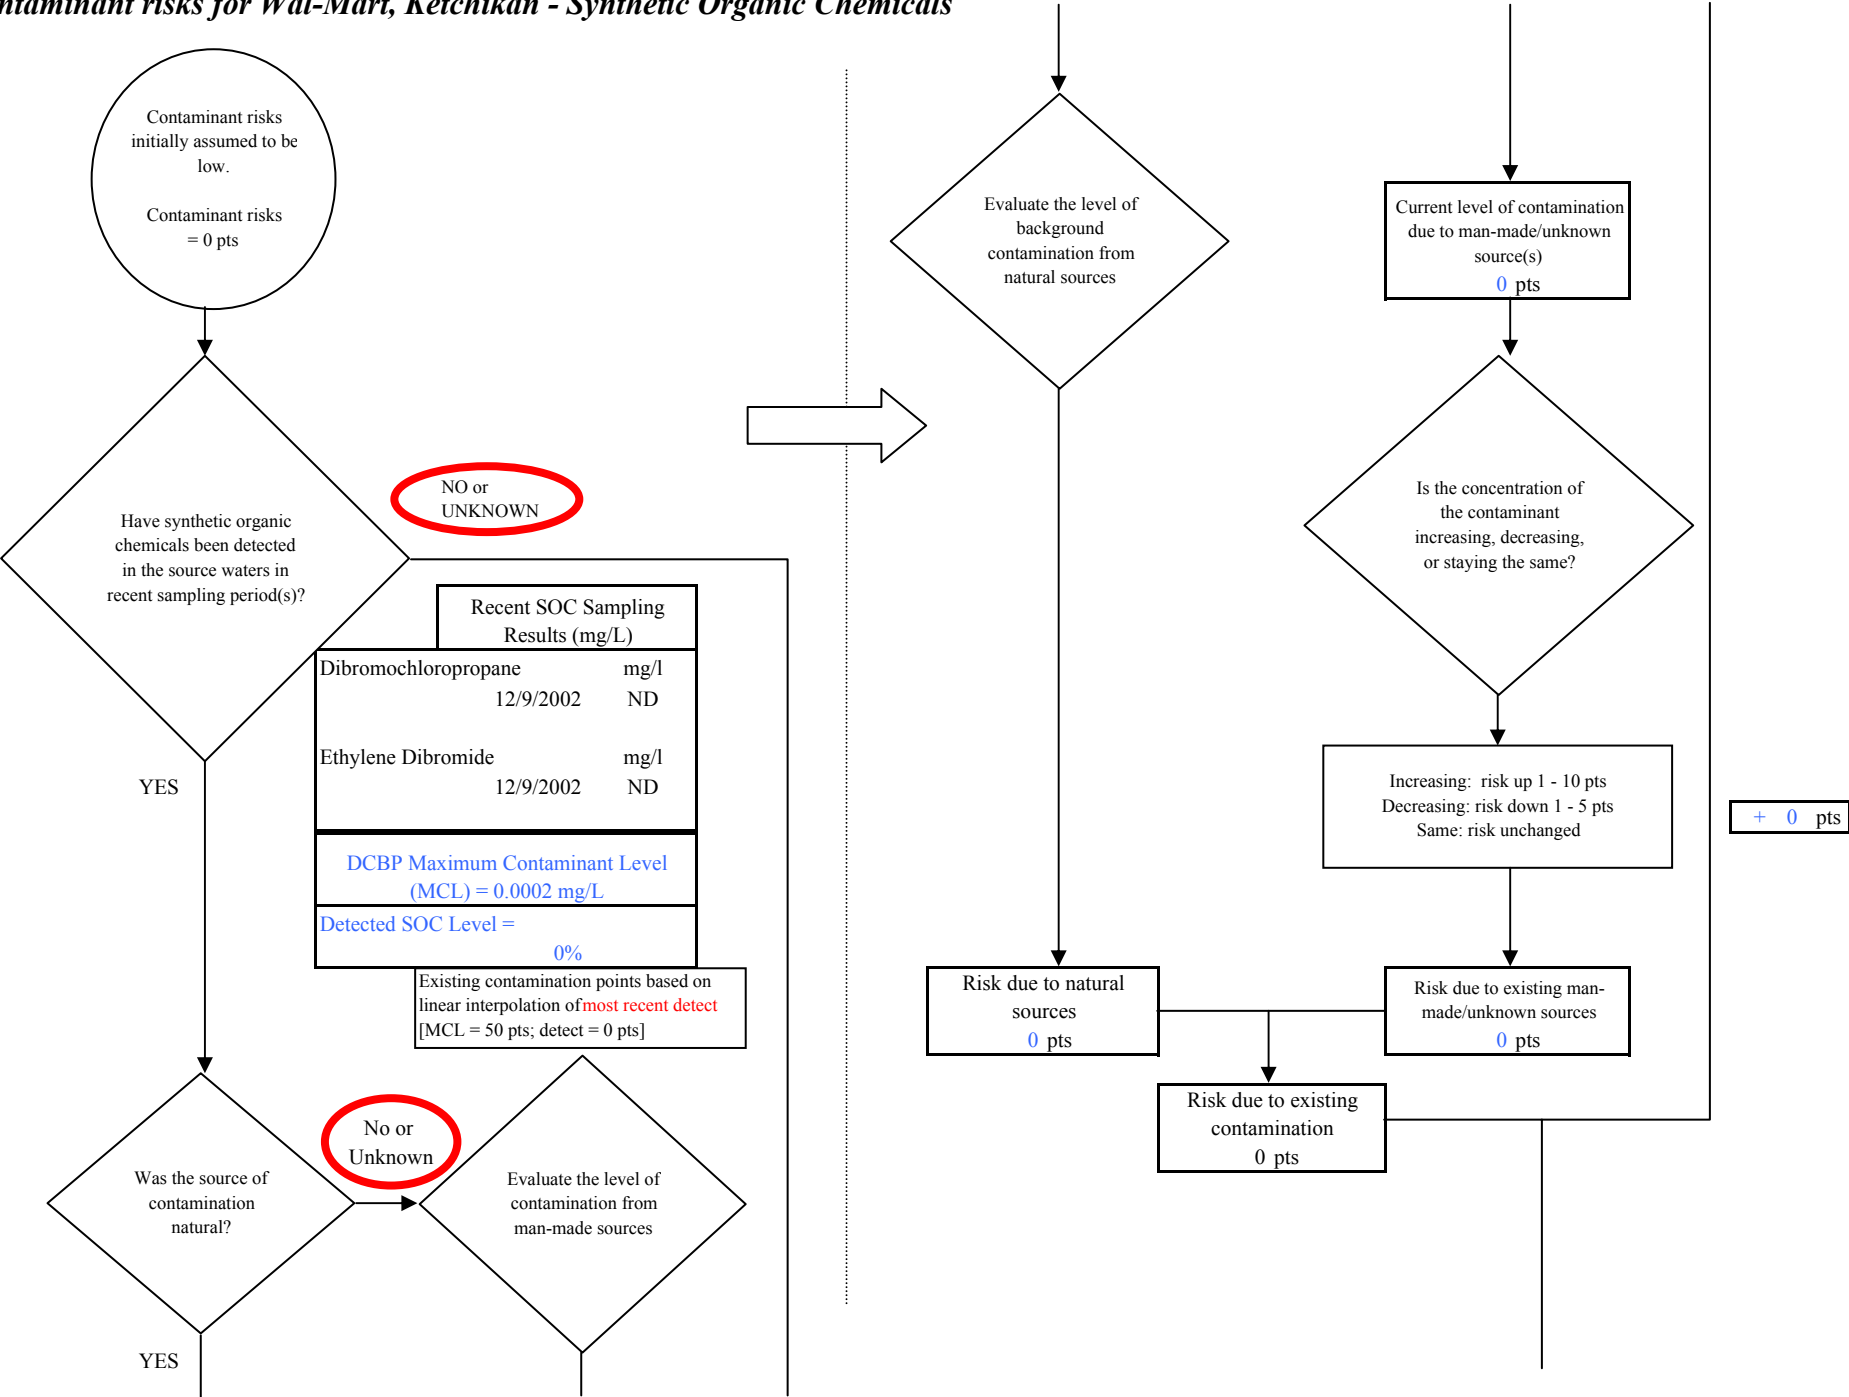 ntaminant risks for Wal-Mart, Ketchikan - Synthetic Organic Chemicals
Contaminant risks
initially assumed to be
low.
Contaminant risks
= 0 pts
Have synthetic organic
chemicals been detected
in the source waters in
recent sampling period(s)?
NO or
UNKNOWN
YES
Recent SOC Sampling
Results (mg/L)
Dibromochloropropane mg/l
12/9/2002 ND
Ethylene Dibromide mg/l
12/9/2002 ND
DCBP Maximum Contaminant Level
(MCL) = 0.0002 mg/L
Detected SOC Level =
0%
Existing contamination points based on
linear interpolation of most recent detect
[MCL = 50 pts; detect = 0 pts]
Was the source of
contamination
natural?
No or
Unknown
YES
Evaluate the level of
contamination from
man-made sources
Evaluate the level of
background
contamination from
natural sources
Current level of contamination
due to man-made/unknown
source(s)
0 pts
Is the concentration of
the contaminant
increasing, decreasing,
or staying the same?
Increasing: risk up 1 - 10 pts
Decreasing: risk down 1 - 5 pts
Same: risk unchanged
+ 0 pts
Risk due to natural
sources
0 pts
Risk due to existing man-
made/unknown sources
0 pts
Risk due to existing
contamination
0 pts